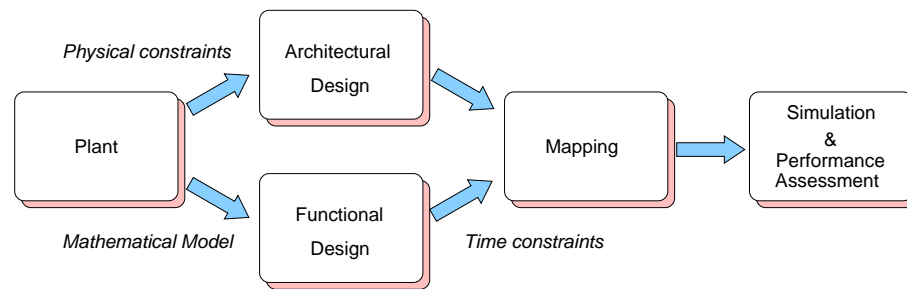 Physical constraints
Architectural
Design
Plant
Mapping
Simulation
&
Performance
Assessment
Functional
Design
Mathematical Model
Time constraints